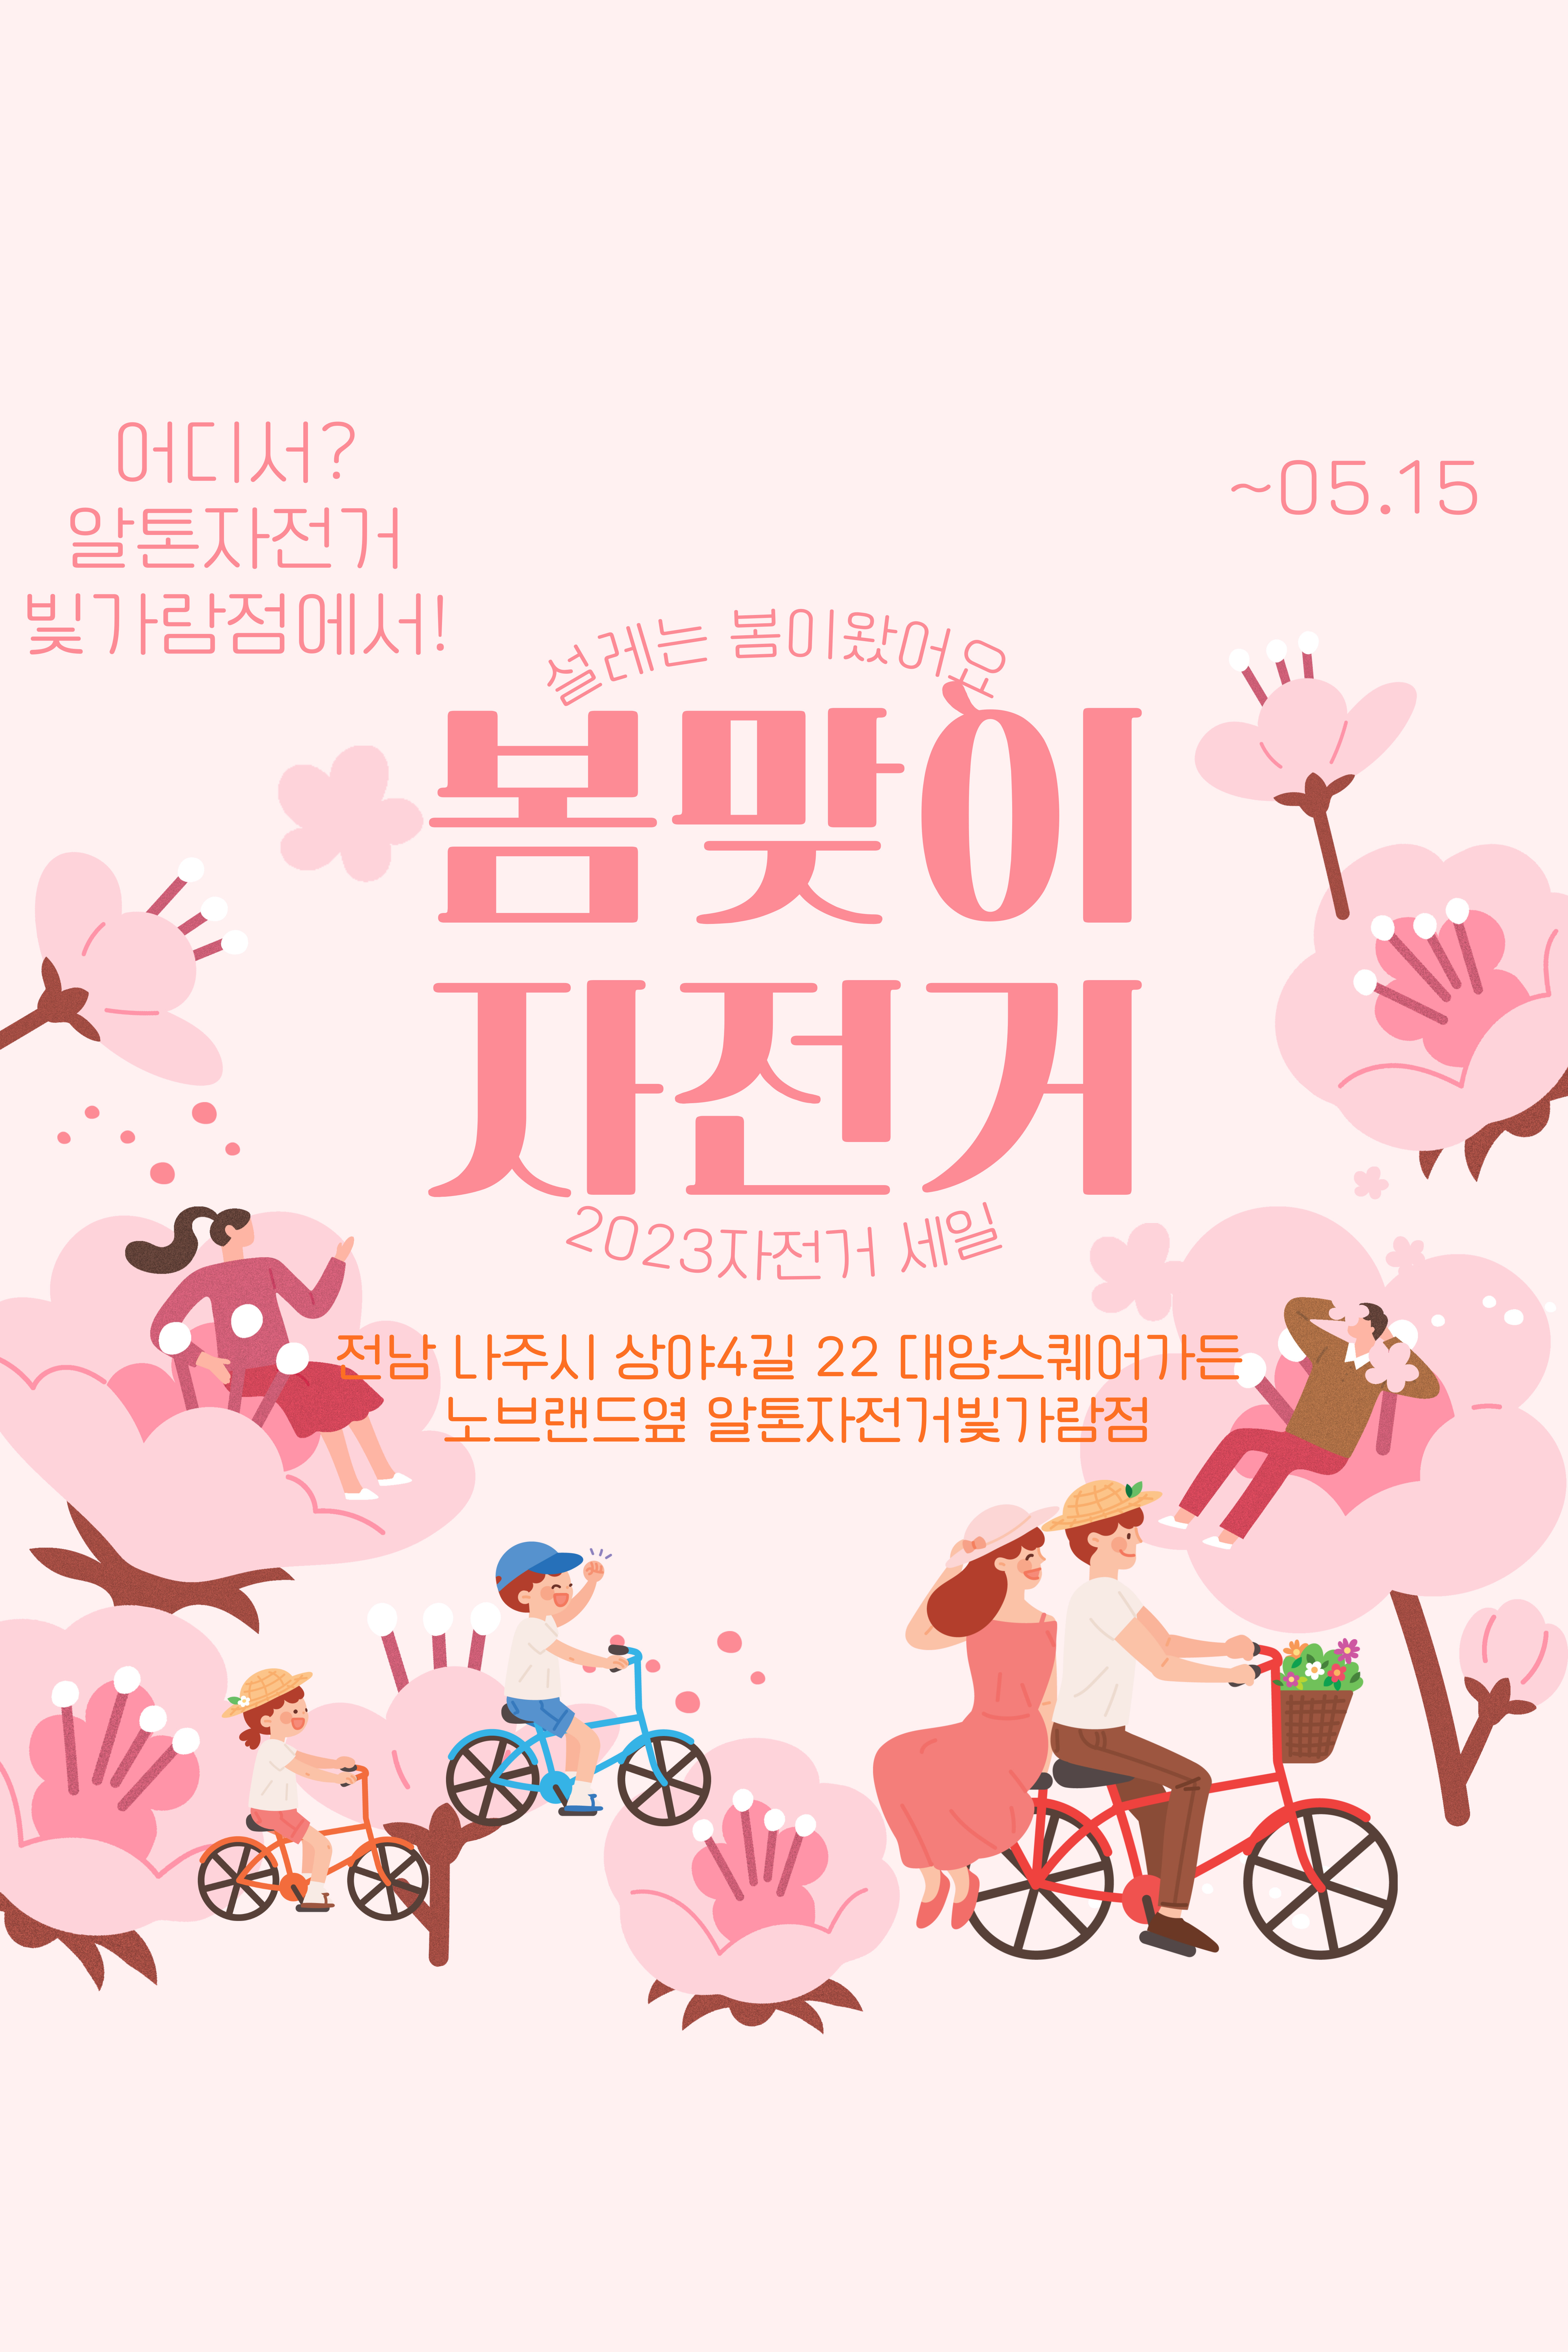 어디서?
알톤자전거
빛가람점에서!
~05.15
설레는 봄이왔어요
봄맞이
자전거
2023자전거 세일
전남 나주시 상야4길 22 대양스퀘어가든
노브랜드옆 알톤자전거빛가람점